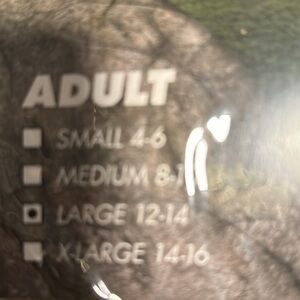 ADULT
SMALL 4-6
MEDIUM 8-1
LARGE 12-14
X-LARGE 14-16